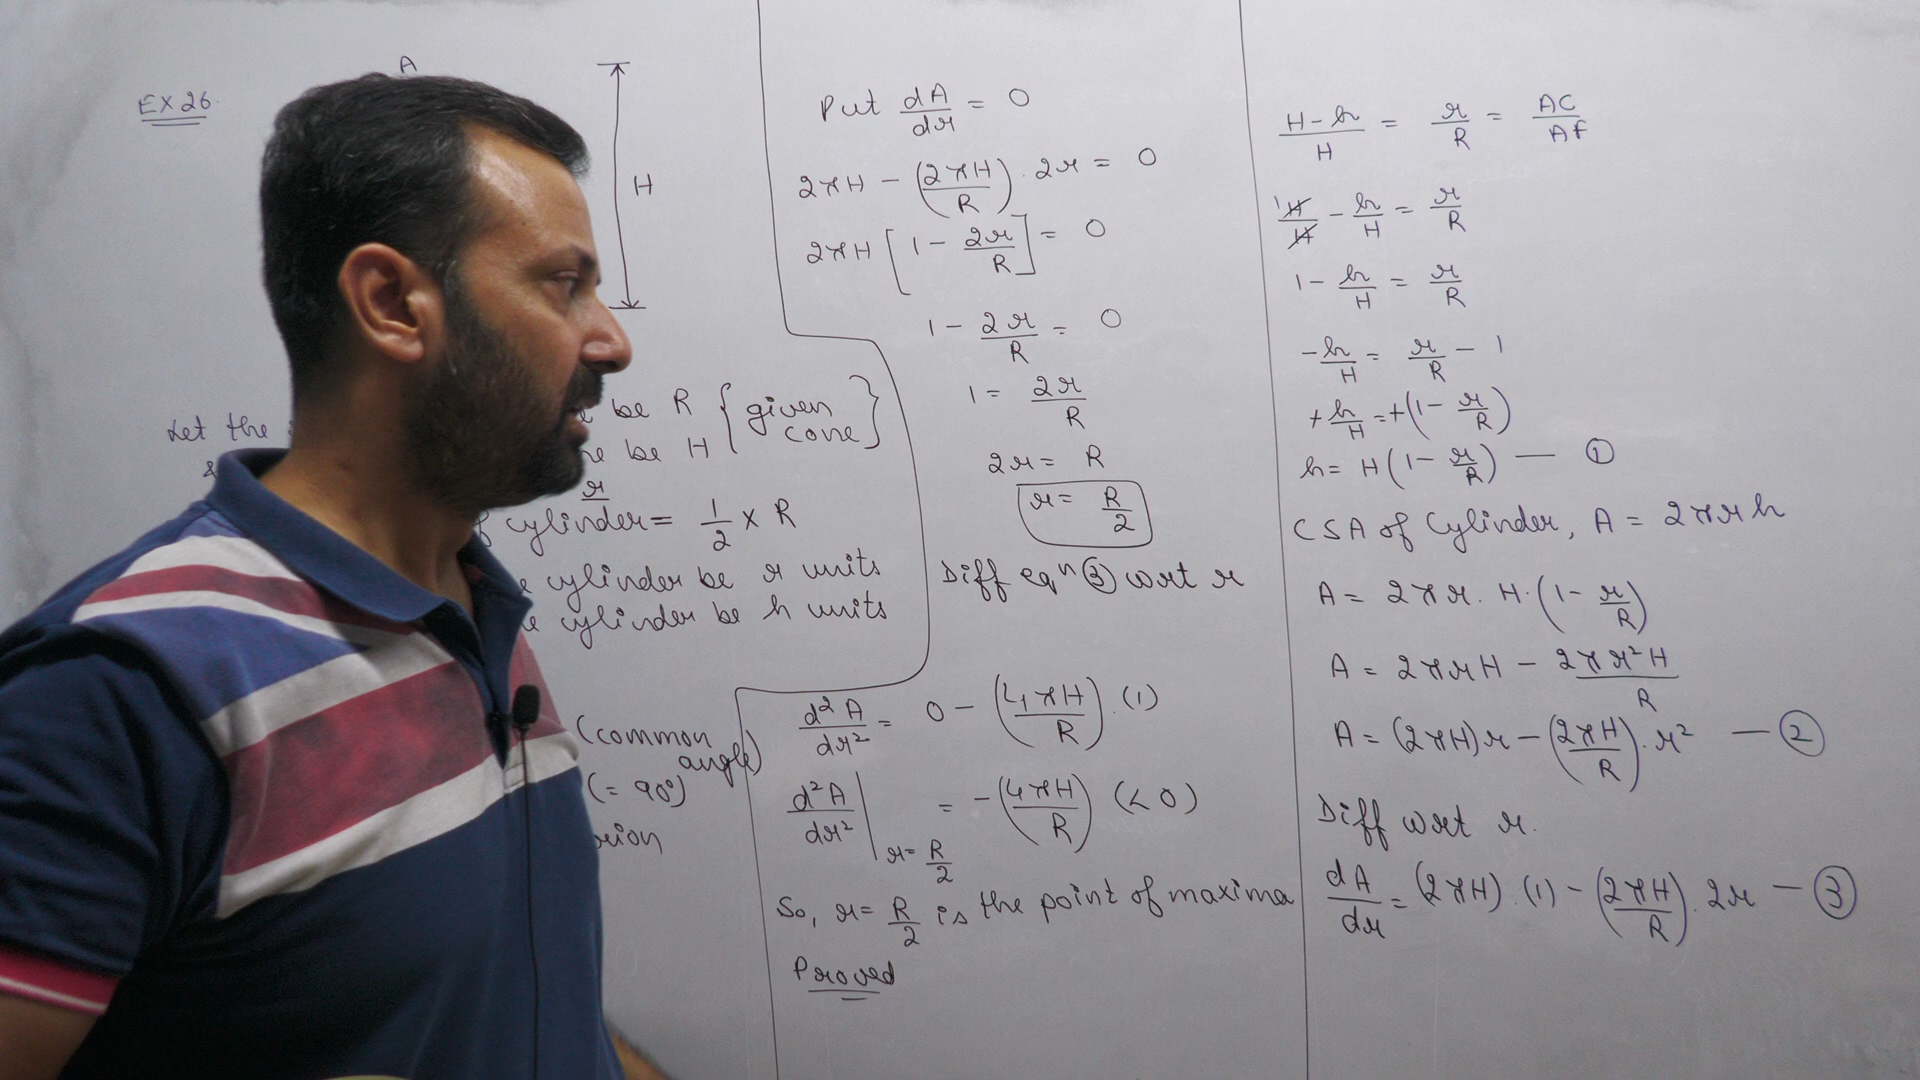 EX 26.
A
H
Let the
be R {given
cone}
be H
&
r
cylinder = 1/2 × R
cylinder be r units
cylinder be h units
(common
angle)
(= 90°)
Put dA/dr = 0
2πH − (2πH/R) . 2r = 0
2πH [1 − 2r/R] = 0
1 − 2r/R = 0
1 = 2r/R
2r = R
r = R/2
Diff eqⁿ ③ wrt r
d²A/dr² = 0 − (4πH/R) . (1)
d²A/dr² |r=R/2 = −(4πH/R) (< 0)
So, r = R/2 is the point of maxima
Proved
(H − h)/H = r/R = AC/AF
1 H/H − h/H = r/R
1 − h/H = r/R
−h/H = r/R − 1
+h/H = +(1 − r/R)
h = H(1 − r/R) — ①
CSA of Cylinder, A = 2πrh
A = 2πr . H . (1 − r/R)
A = 2πrH − 2πr²H/R
A = (2πH)r − (2πH/R) . r² — ②
Diff wrt r.
dA/dr = (2πH) . (1) − (2πH/R) . 2r — ③